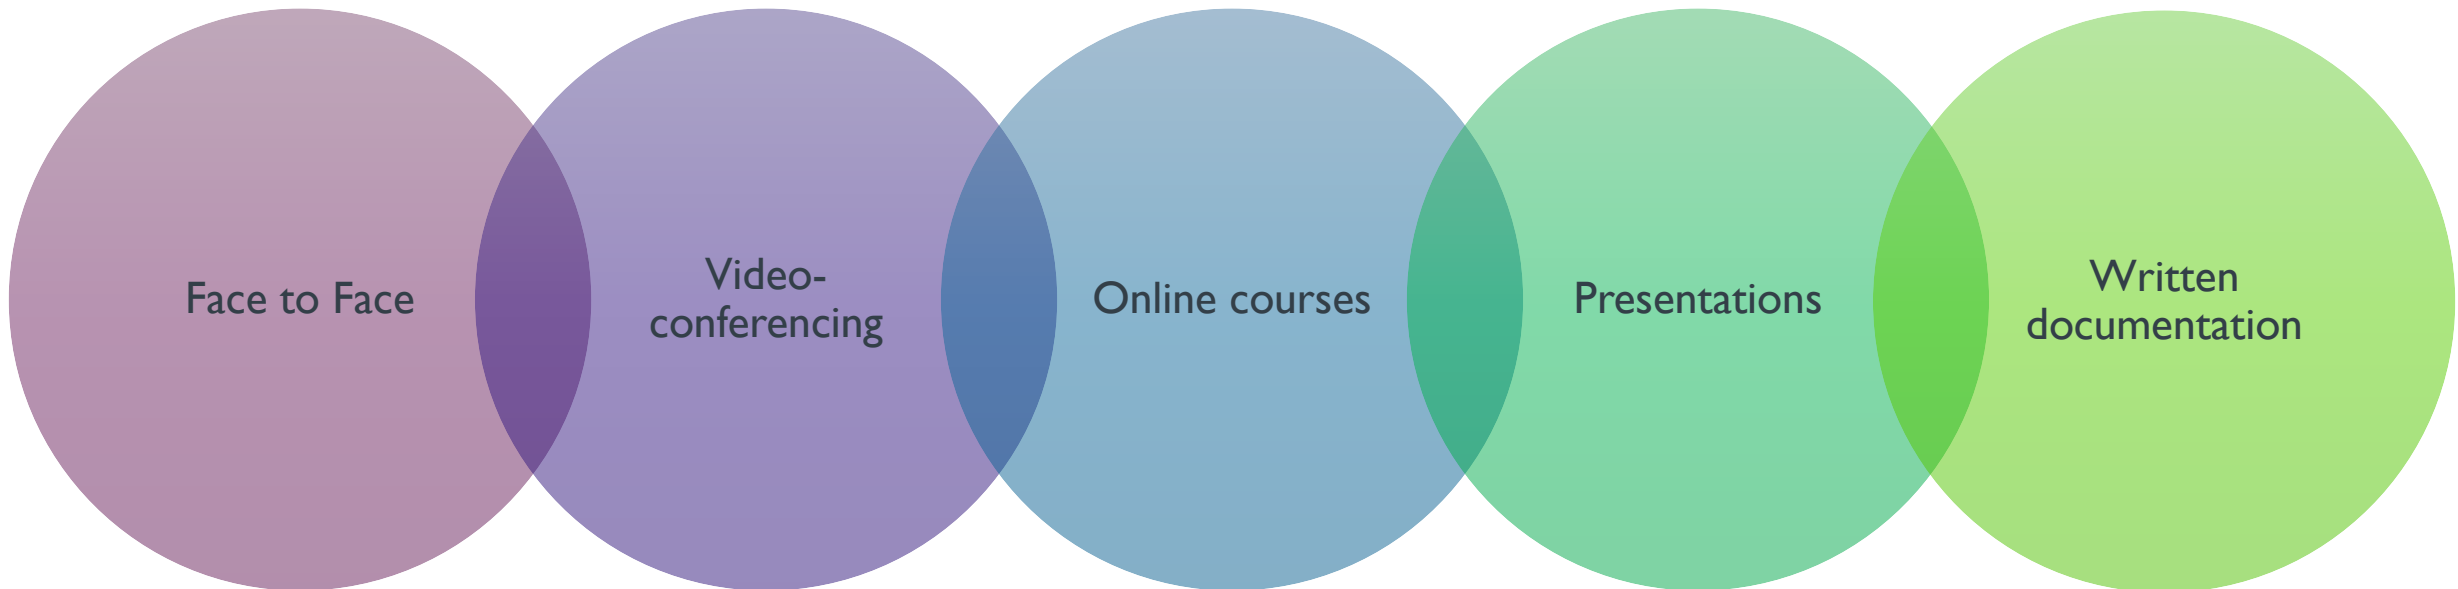 Face to Face
Video-
conferencing
Online courses
Presentations
Written
documentation